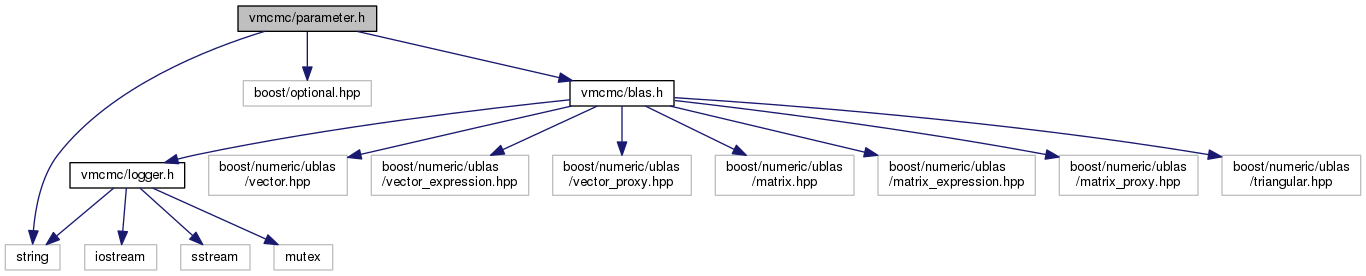 vmcmc/parameter.h
boost/optional.hpp
vmcmc/blas.h
vmcmc/logger.h
boost/numeric/ublas
/vector.hpp
boost/numeric/ublas
/vector_expression.hpp
boost/numeric/ublas
/vector_proxy.hpp
boost/numeric/ublas
/matrix.hpp
boost/numeric/ublas
/matrix_expression.hpp
boost/numeric/ublas
/matrix_proxy.hpp
boost/numeric/ublas
/triangular.hpp
string
iostream
sstream
mutex